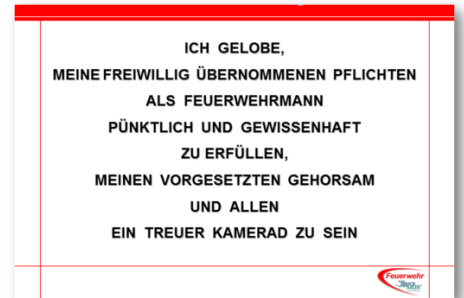 ICH GELOBE,
MEINE FREIWILLIG ÜBERNOMMENEN PFLICHTEN
ALS FEUERWEHRMANN
PÜNKTLICH UND GEWISSENHAFT
ZU ERFÜLLEN,
MEINEN VORGESETZTEN GEHORSAM
UND ALLEN
EIN TREUER KAMERAD ZU SEIN
Feuerwehr